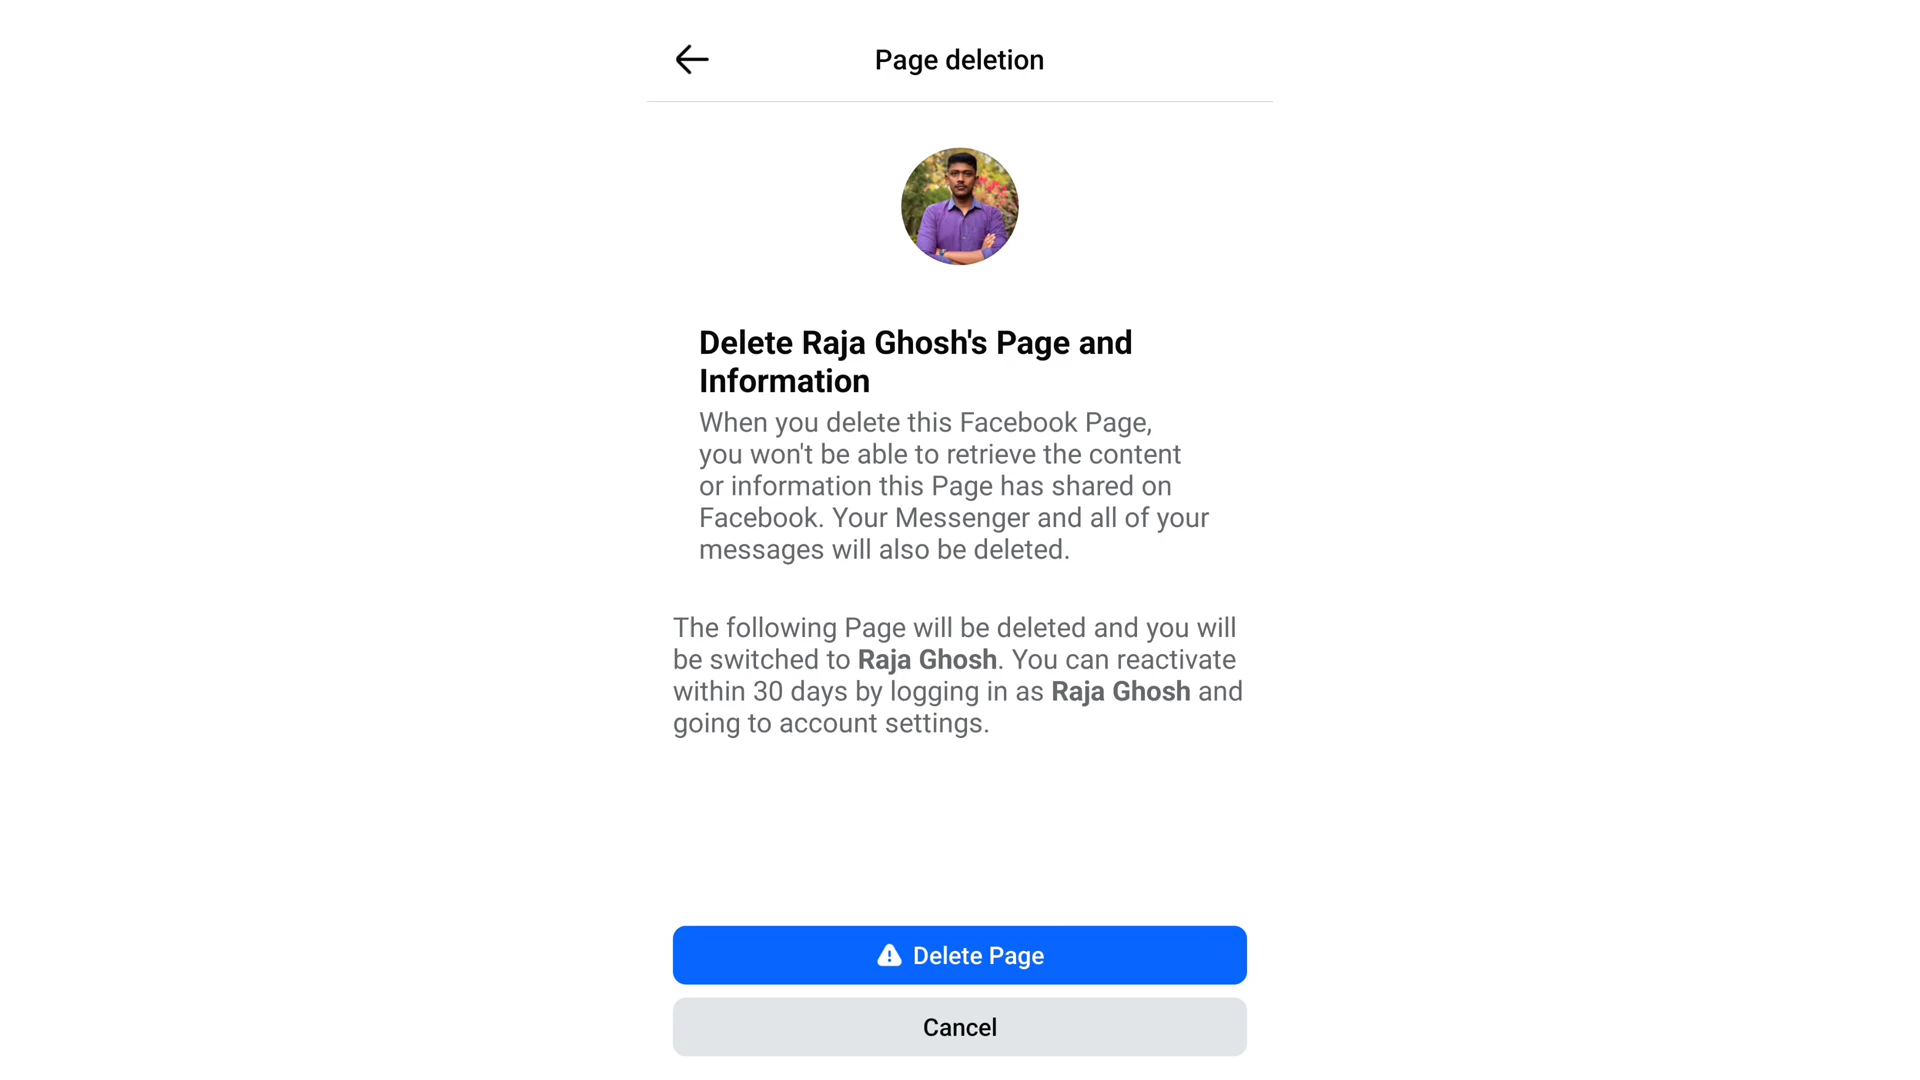 Page deletion
Delete Raja Ghosh's Page and
Information
When you delete this Facebook Page,
you won't be able to retrieve the content
or information this Page has shared on
Facebook. Your Messenger and all of your
messages will also be deleted.
The following Page will be deleted and you will
be switched to Raja Ghosh. You can reactivate
within 30 days by logging in as Raja Ghosh and
going to account settings.
Delete Page
Cancel